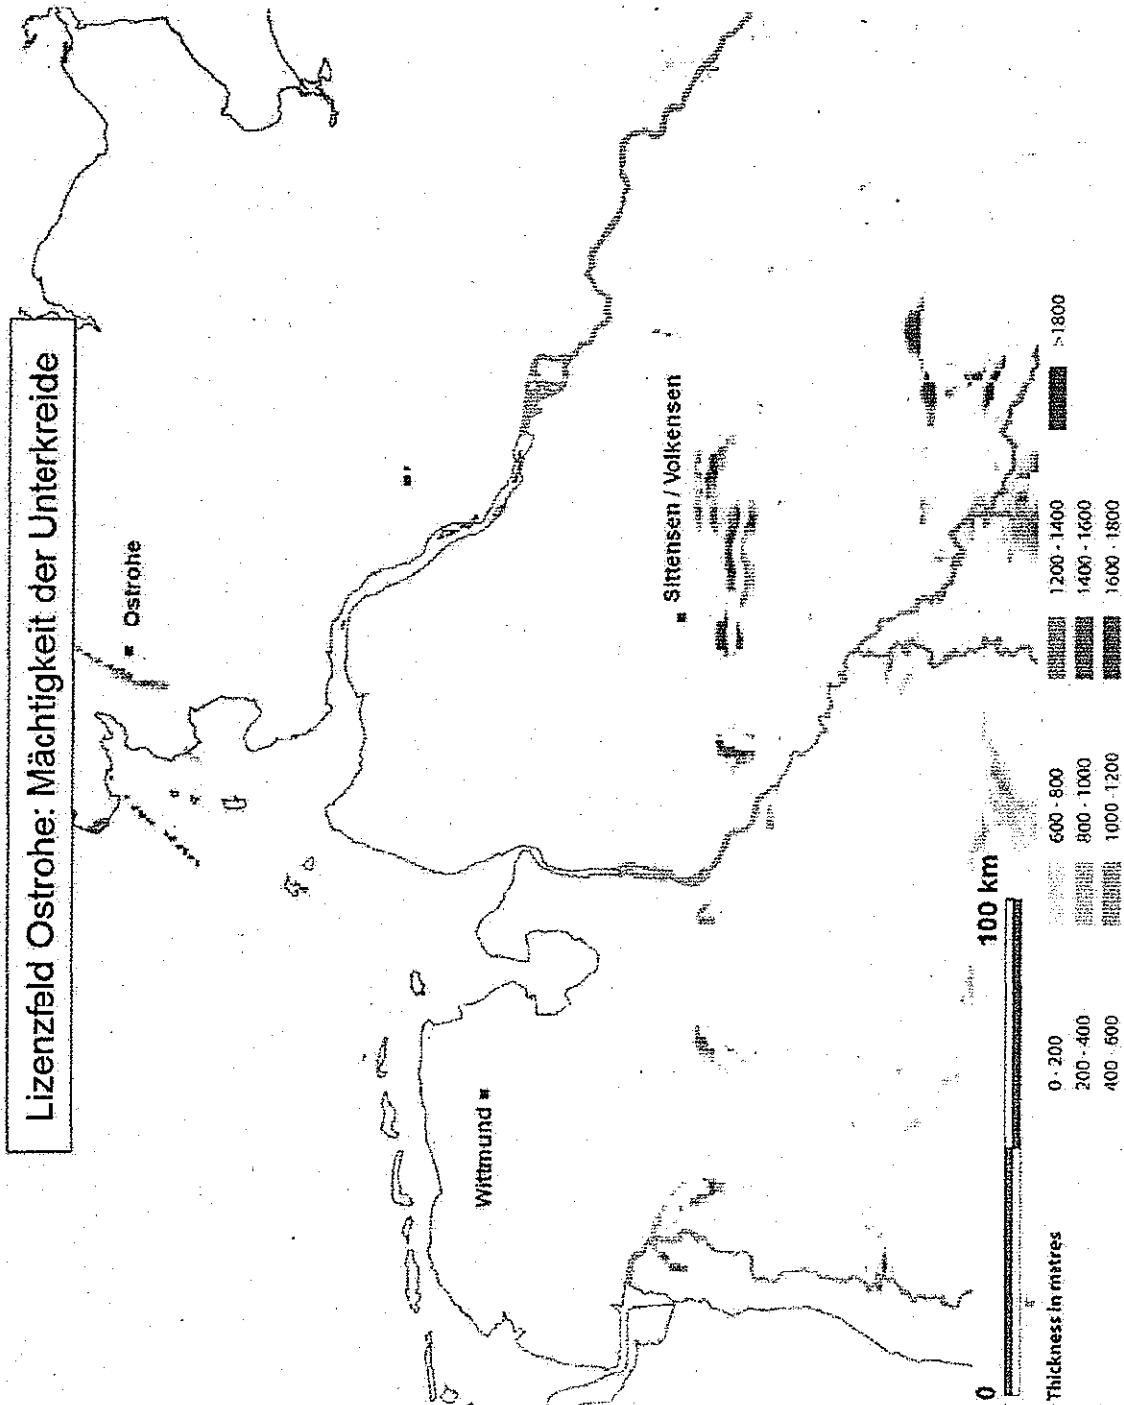 Lizenzfeld Ostrohe: Mächtigkeit der Unterkreide
Ostrohe
Wittmund
Sittensen / Volkensen
0
100 km
Thickness in metres
0 - 200
200 - 400
400 - 600
600 - 800
800 - 1000
1000 - 1200
1200 - 1400
1400 - 1600
1600 - 1800
>1800